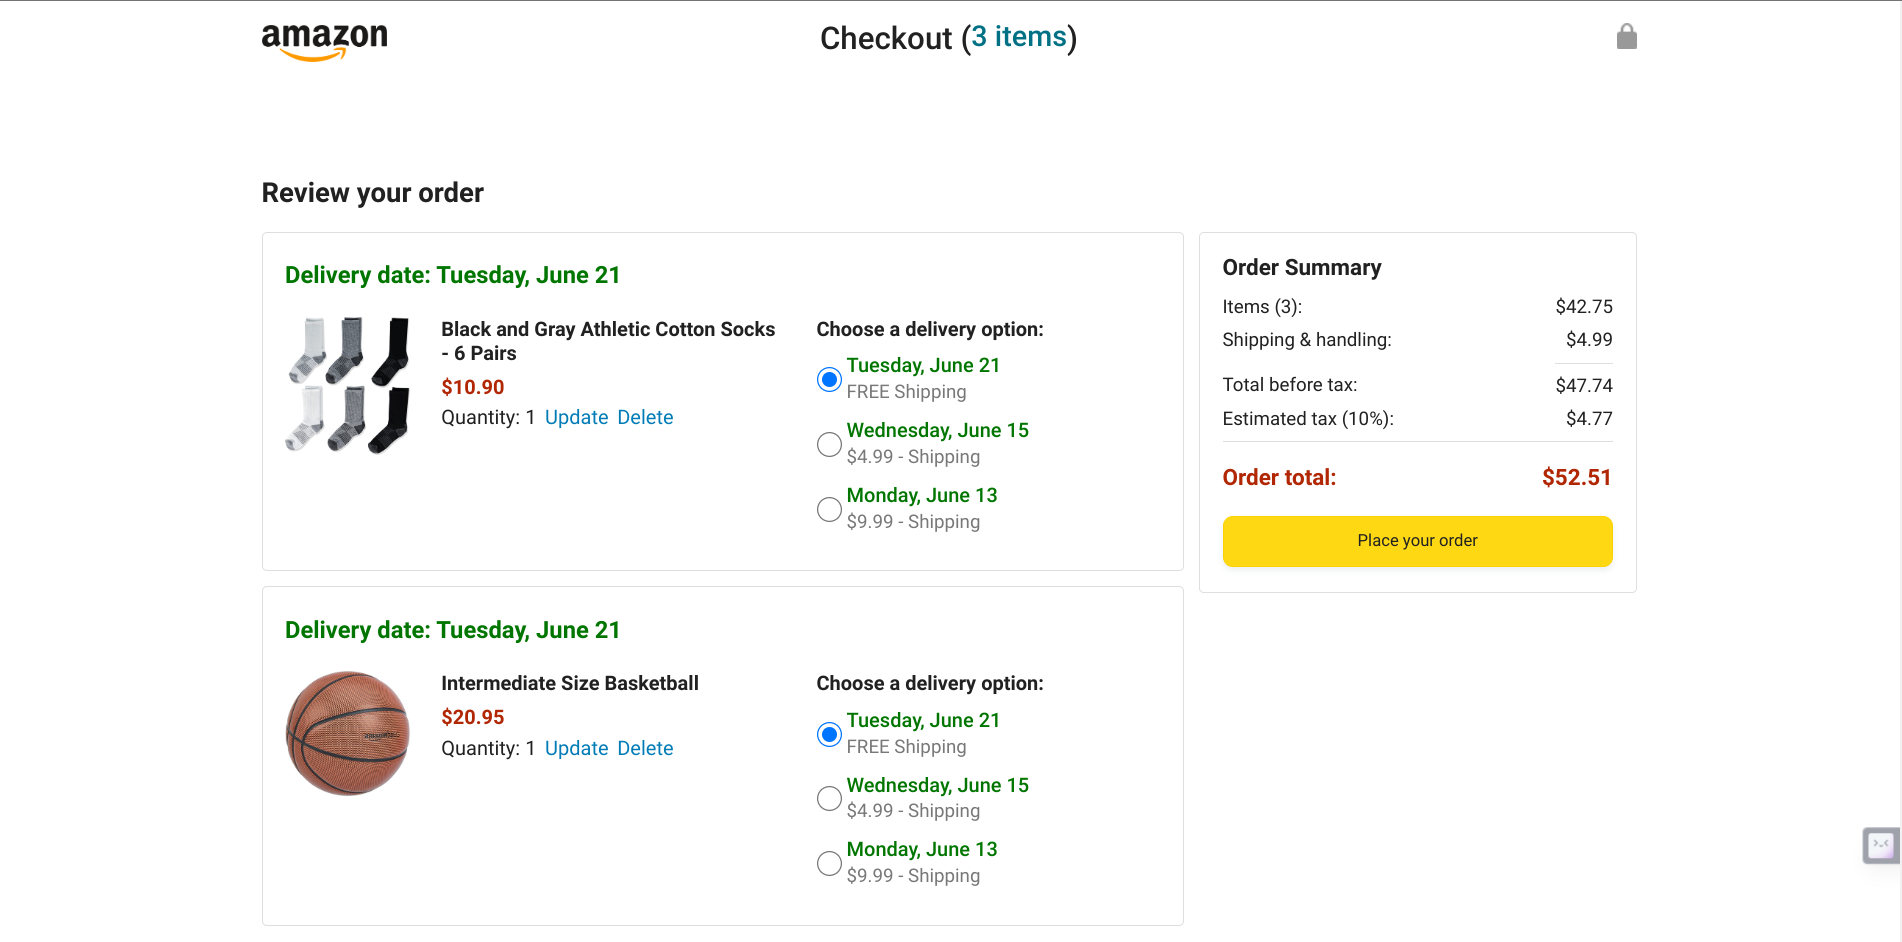 amazon
Checkout (3 items)
Review your order
Delivery date: Tuesday, June 21
Black and Gray Athletic Cotton Socks
- 6 Pairs
$10.90
Quantity: 1 Update Delete
Choose a delivery option:
Tuesday, June 21
FREE Shipping
Wednesday, June 15
$4.99 - Shipping
Monday, June 13
$9.99 - Shipping
Delivery date: Tuesday, June 21
Intermediate Size Basketball
$20.95
Quantity: 1 Update Delete
Choose a delivery option:
Tuesday, June 21
FREE Shipping
Wednesday, June 15
$4.99 - Shipping
Monday, June 13
$9.99 - Shipping
Order Summary
Items (3): $42.75
Shipping & handling: $4.99
Total before tax: $47.74
Estimated tax (10%): $4.77
Order total: $52.51
Place your order